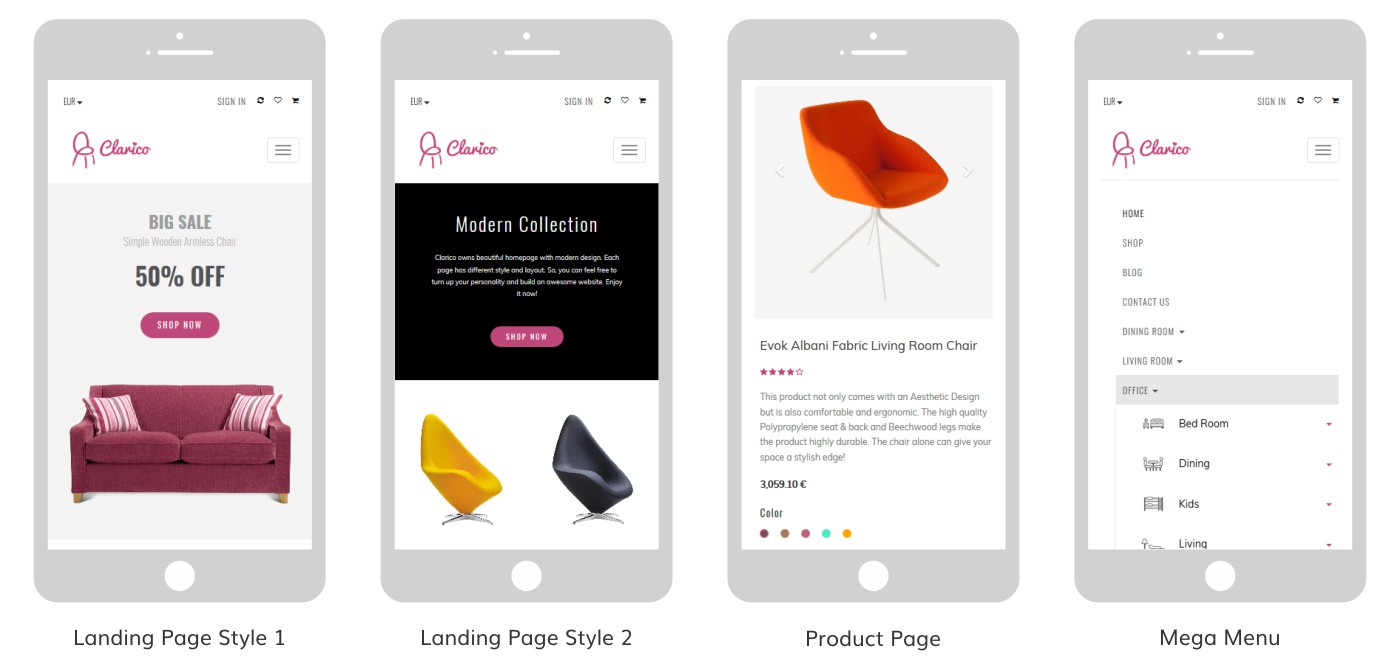 EUR
SIGN IN
Clarico
BIG SALE
Simple Wooden Armless Chair
50% OFF
SHOP NOW
Landing Page Style 1
EUR
SIGN IN
Clarico
Modern Collection
Clarico owns beautiful homepage with modern design. Each
page has different style and layout. So, you can feel free to
turn up your personality and build an awesome website. Enjoy
it now!
SHOP NOW
Landing Page Style 2
Evok Albani Fabric Living Room Chair
This product not only comes with an Aesthetic Design
but is also comfortable and ergonomic. The high quality
Polypropylene seat & back and Beechwood legs make
the product highly durable. The chair alone can give your
space a stylish edge!
3,059.10 €
Color
Product Page
EUR
SIGN IN
Clarico
HOME
SHOP
BLOG
CONTACT US
DINING ROOM
LIVING ROOM
OFFICE
Bed Room
Dining
Kids
Living
Mega Menu